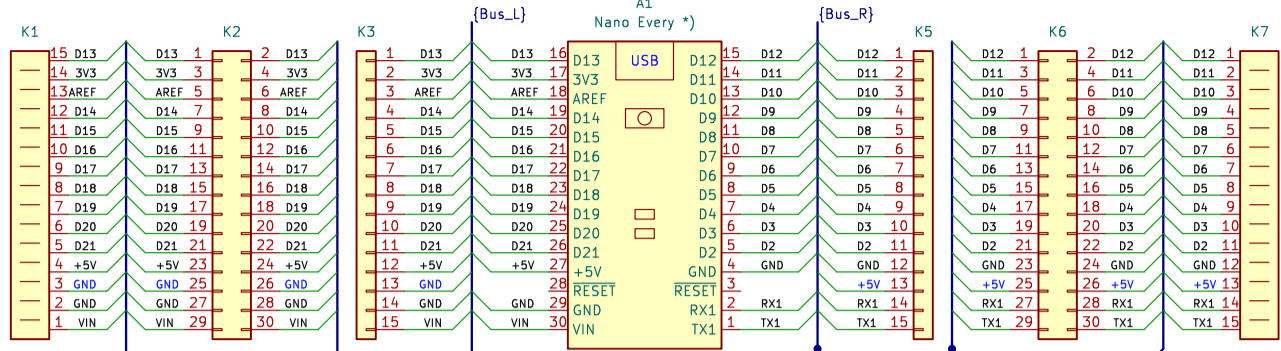 {Bus_L} A1 {Bus_R}
K1 K2 K3 Nano Every *) K5 K6 K7
USB
15 D13 D13 1 2 D13 1 D13 D13 16 D13 D12 15 D12 D12 1 D12 1 2 D12 D12 1
14 3V3 3V3 3 4 3V3 2 3V3 3V3 17 3V3 D11 14 D11 D11 2 D11 3 4 D11 D11 2
13 AREF AREF 5 6 AREF 3 AREF AREF 18 AREF D10 13 D10 D10 3 D10 5 6 D10 D10 3
12 D14 D14 7 8 D14 4 D14 D14 19 D14 D9 12 D9 D9 4 D9 7 8 D9 D9 4
11 D15 D15 9 10 D15 5 D15 D15 20 D15 D8 11 D8 D8 5 D8 9 10 D8 D8 5
10 D16 D16 11 12 D16 6 D16 D16 21 D16 D7 10 D7 D7 6 D7 11 12 D7 D7 6
9 D17 D17 13 14 D17 7 D17 D17 22 D17 D6 9 D6 D6 7 D6 13 14 D6 D6 7
8 D18 D18 15 16 D18 8 D18 D18 23 D18 D5 8 D5 D5 8 D5 15 16 D5 D5 8
7 D19 D19 17 18 D19 9 D19 D19 24 D19 D4 7 D4 D4 9 D4 17 18 D4 D4 9
6 D20 D20 19 20 D20 10 D20 D20 25 D20 D3 6 D3 D3 10 D3 19 20 D3 D3 10
5 D21 D21 21 22 D21 11 D21 D21 26 D21 D2 5 D2 D2 11 D2 21 22 D2 D2 11
4 +5V +5V 23 24 +5V 12 +5V +5V 27 +5V GND 4 GND GND 12 GND 23 24 GND GND 12
3 GND GND 25 26 GND 13 GND 28 RESET RESET 3 +5V 13 +5V 25 26 +5V +5V 13
2 GND GND 27 28 GND 14 GND GND 29 GND RX1 2 RX1 RX1 14 RX1 27 28 RX1 RX1 14
1 VIN VIN 29 30 VIN 15 VIN VIN 30 VIN TX1 1 TX1 TX1 15 TX1 29 30 TX1 TX1 15